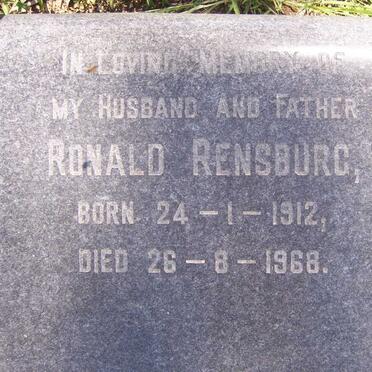 IN LOVING MEMORY OF
MY HUSBAND AND FATHER
RONALD RENSBURG,
BORN 24-1-1912,
DIED 26-8-1968.